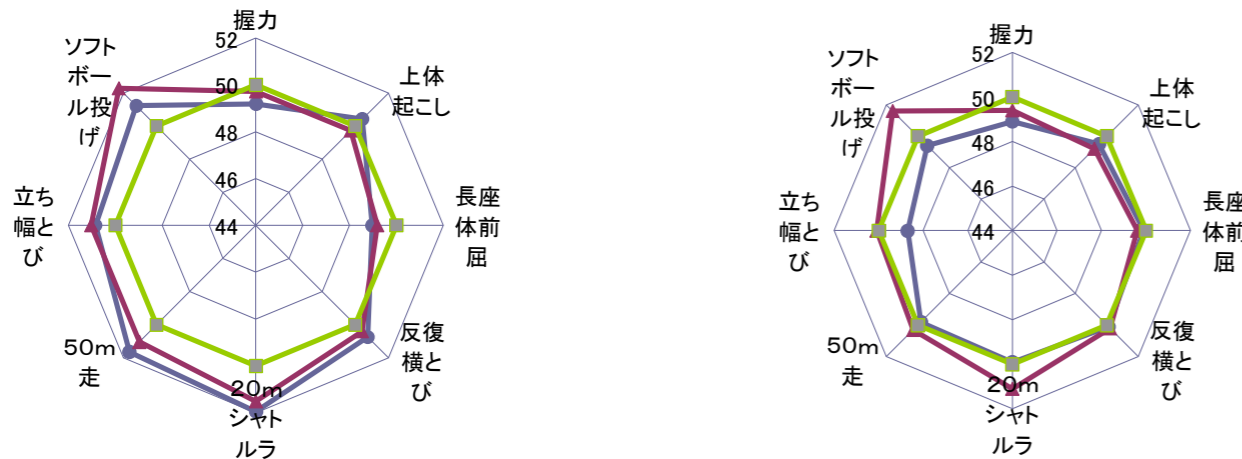 握力
52
50
48
46
44
上体
起こし
長座
体前
屈
反復
横とび
20m
シャト
ルラ
50m
走
立ち
幅と
び
ソフト
ボー
ル投
げ
握力
52
50
48
46
44
上体
起こし
長座
体前
屈
反復
横とび
20m
シャト
ルラ
50m
走
立ち
幅と
び
ソフト
ボー
ル投
げ